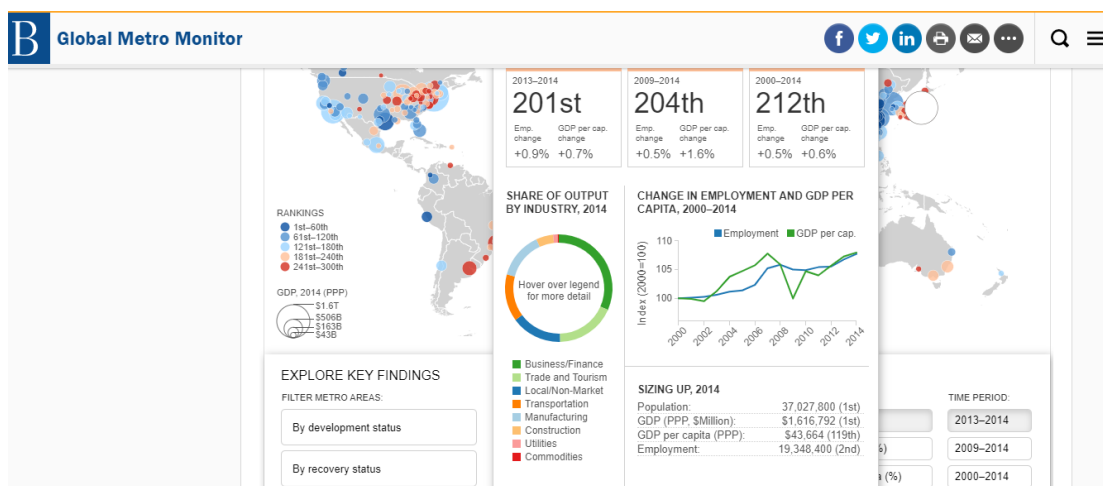 B Global Metro Monitor
2013–2014
201st
Emp. change
GDP per cap. change
+0.9% +0.7%
2009–2014
204th
Emp. change
GDP per cap. change
+0.5% +1.6%
2000–2014
212th
Emp. change
GDP per cap. change
+0.5% +0.6%
RANKINGS
1st–60th
61st–120th
121st–180th
181st–240th
241st–300th
GDP, 2014 (PPP)
$1.6T
$506B
$163B
$43B
SHARE OF OUTPUT
BY INDUSTRY, 2014
Hover over legend
for more detail
Business/Finance
Trade and Tourism
Local/Non-Market
Transportation
Manufacturing
Construction
Utilities
Commodities
CHANGE IN EMPLOYMENT AND GDP PER
CAPITA, 2000–2014
Employment GDP per cap.
Index (2000=100)
110
105
100
2000 2002 2004 2006 2008 2010 2012 2014
SIZING UP, 2014
Population: 37,027,800 (1st)
GDP (PPP, $Million): $1,616,792 (1st)
GDP per capita (PPP): $43,664 (119th)
Employment: 19,348,400 (2nd)
EXPLORE KEY FINDINGS
FILTER METRO AREAS:
By development status
By recovery status
TIME PERIOD:
2013–2014
2009–2014
2000–2014
(%)